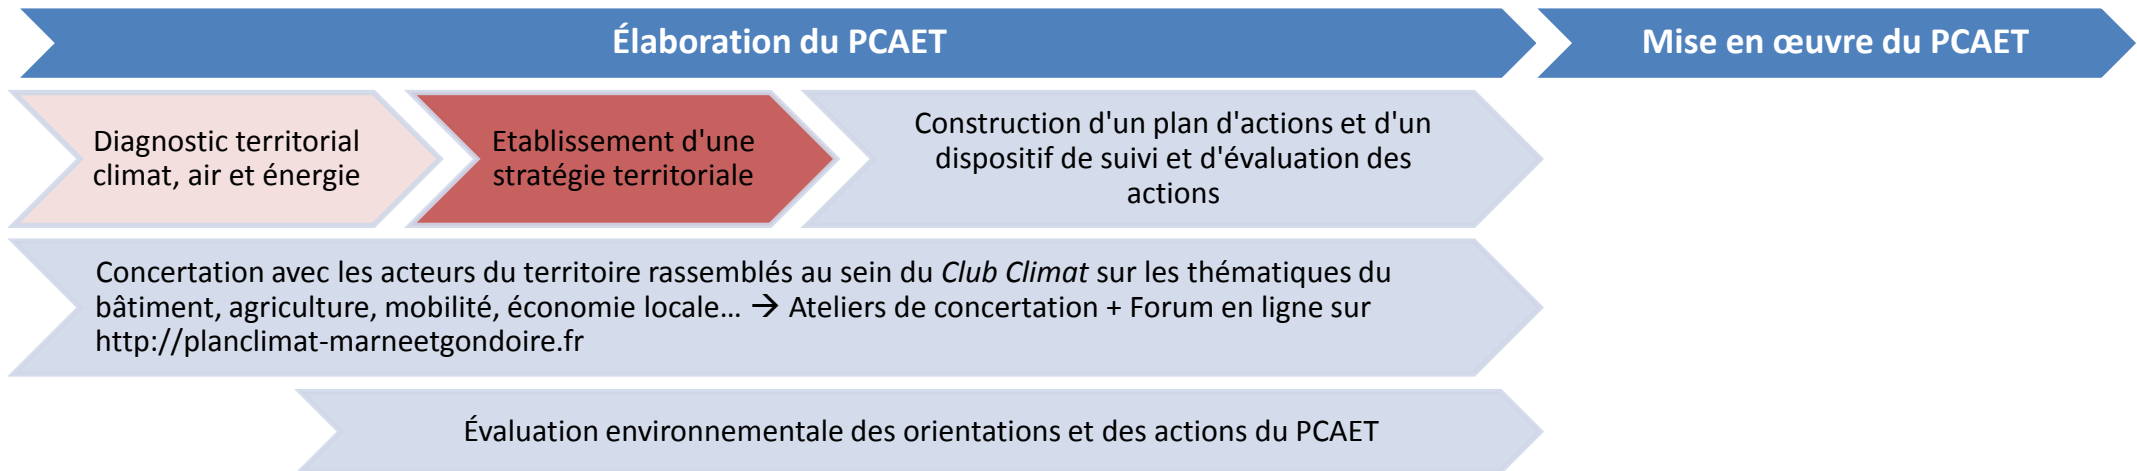 Élaboration du PCAET
Mise en œuvre du PCAET
Diagnostic territorial
climat, air et énergie
Etablissement d'une
stratégie territoriale
Construction d'un plan d'actions et d'un
dispositif de suivi et d'évaluation des
actions
Concertation avec les acteurs du territoire rassemblés au sein du Club Climat sur les thématiques du
bâtiment, agriculture, mobilité, économie locale... → Ateliers de concertation + Forum en ligne sur
http://planclimat-marneetgondoire.fr
Évaluation environnementale des orientations et des actions du PCAET